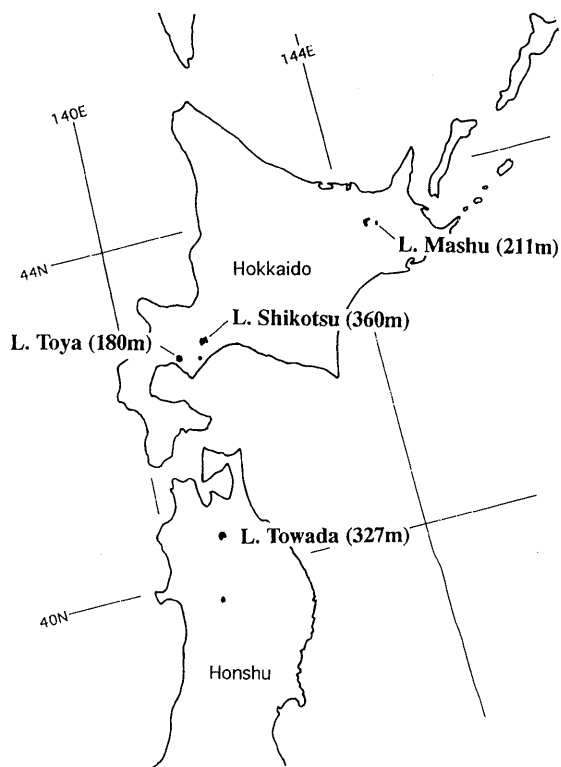 144E
140E
L. Mashu (211m)
44N
Hokkaido
L. Shikotsu (360m)
L. Toya (180m)
L. Towada (327m)
40N
Honshu